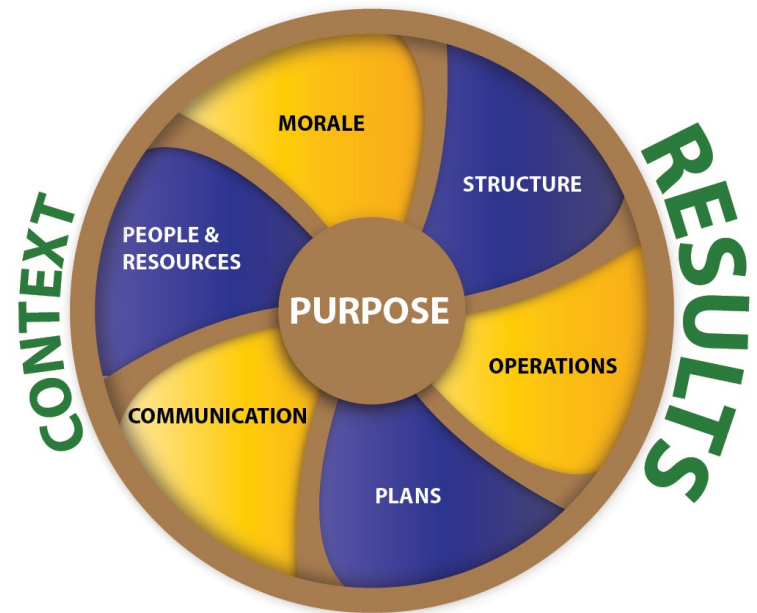 MORALE
STRUCTURE
PEOPLE &
RESOURCES
CONTEXT
PURPOSE
RESULTS
OPERATIONS
COMMUNICATION
PLANS